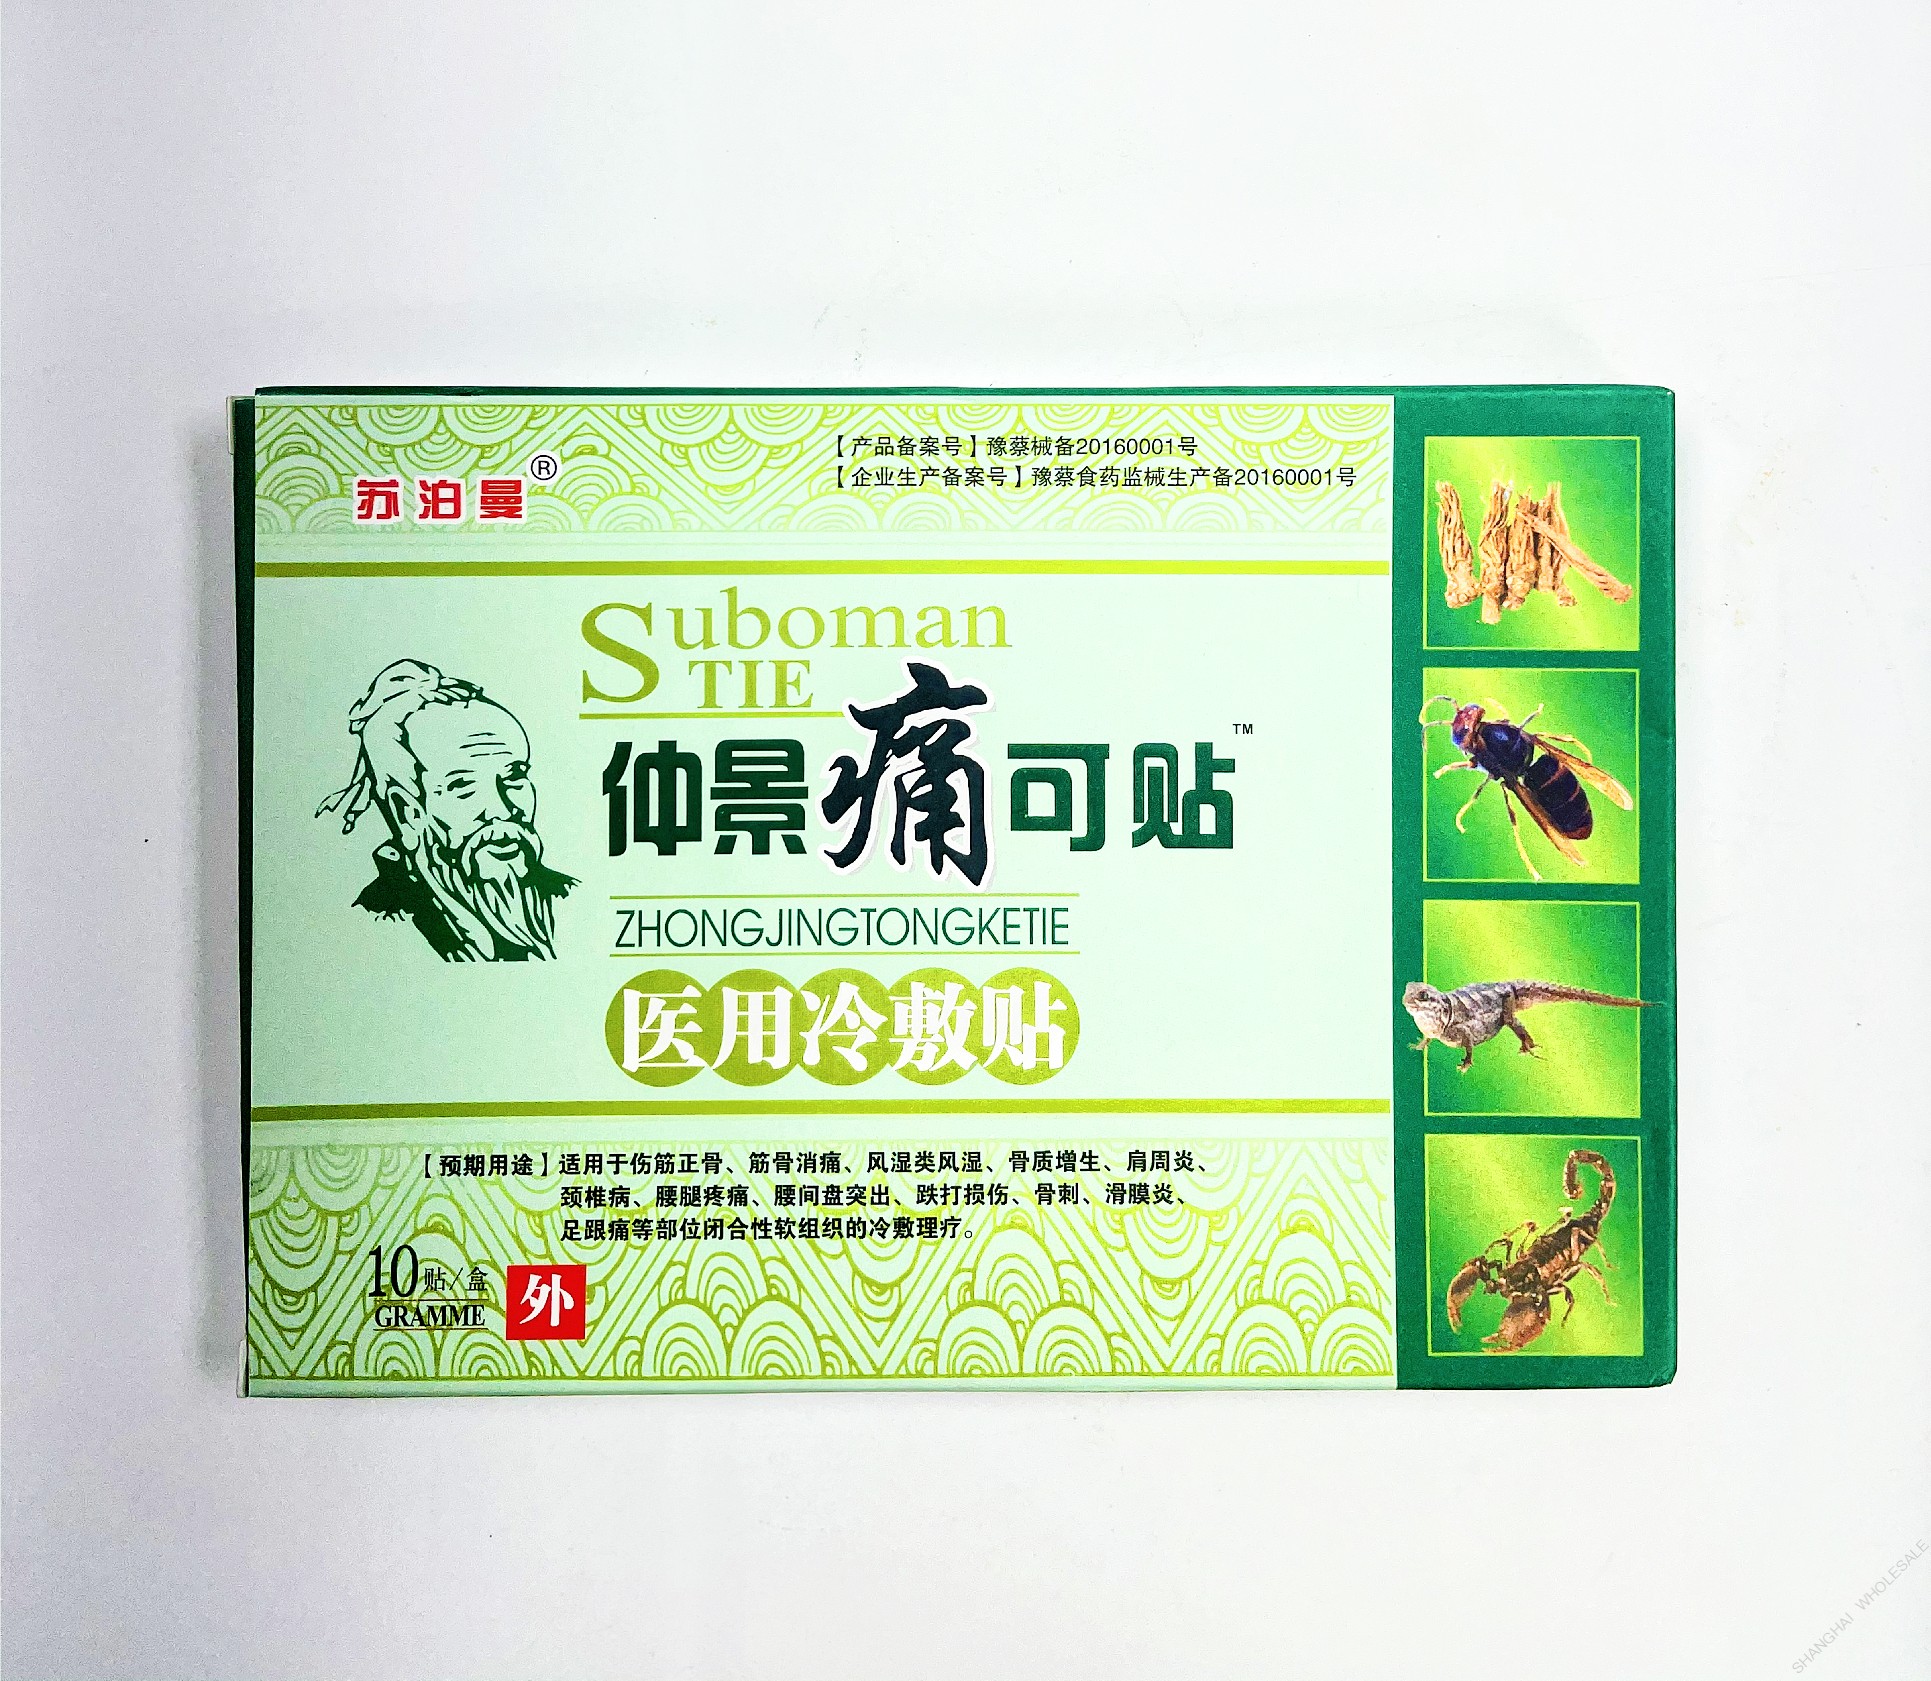 【产品备案号】豫蔡械备20160001号
【企业生产备案号】豫蔡食药监械生产备20160001号
苏泊曼®
Suboman
TIE
仲景痛可贴™
ZHONGJINGTONGKETIE
医用冷敷贴
【预期用途】适用于伤筋正骨、筋骨消痛、风湿类风湿、骨质增生、肩周炎、
颈椎病、腰腿疼痛、腰间盘突出、跌打损伤、骨刺、滑膜炎、
足跟痛等部位闭合性软组织的冷敷理疗。
10贴/盒
GRAMME
外
SHANGHAI WHOLESALE